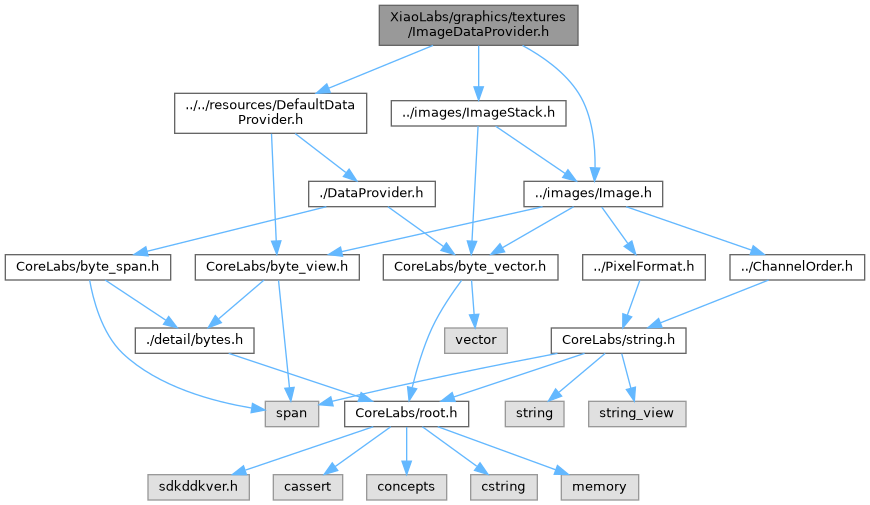 XiaoLabs/graphics/textures
/ImageDataProvider.h
../../resources/DefaultData
Provider.h
../images/ImageStack.h
./DataProvider.h
../images/Image.h
CoreLabs/byte_span.h
CoreLabs/byte_view.h
CoreLabs/byte_vector.h
../PixelFormat.h
../ChannelOrder.h
./detail/bytes.h
vector
CoreLabs/string.h
span
CoreLabs/root.h
string
string_view
sdkddkver.h
cassert
concepts
cstring
memory